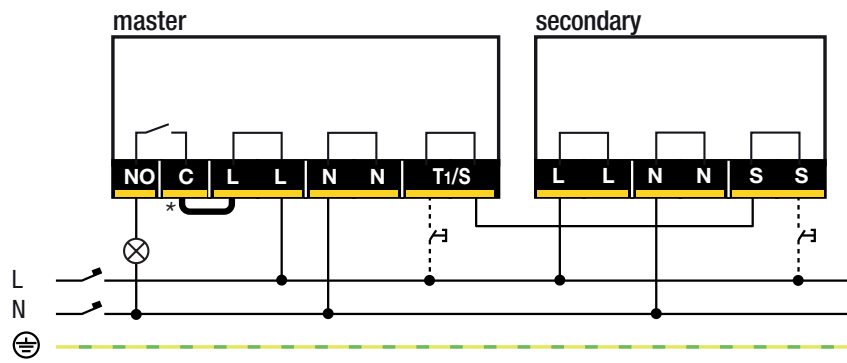 master
secondary
NO C L L N N T1/S
L L N N S S
*
L
N